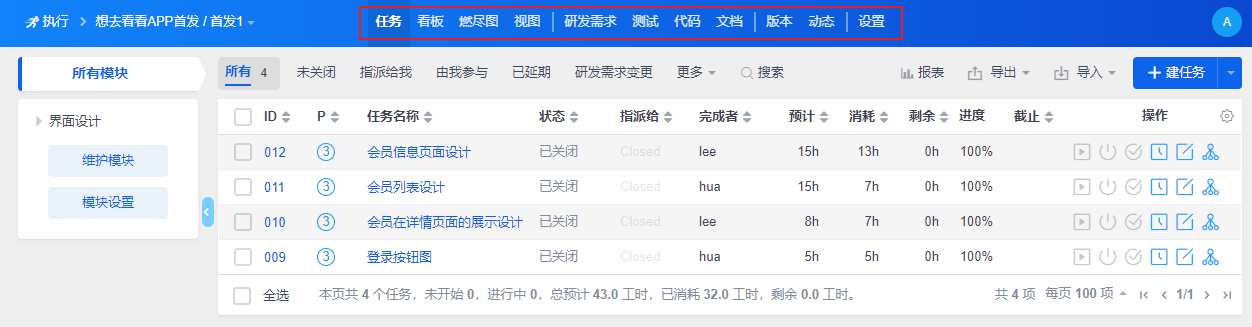 执行 想去看看APP首发 / 首发1 任务 看板 燃尽图 视图 研发需求 测试 代码 文档 版本 动态 设置 A
所有模块 所有 4 未关闭 指派给我 由我参与 已延期 研发需求变更 更多 搜索 报表 导出 导入 建任务
ID P 任务名称 状态 指派给 完成者 预计 消耗 剩余 进度 截止 操作
界面设计
维护模块
模块设置
012 3 会员信息页面设计 已关闭 Closed lee 15h 13h 0h 100%
011 3 会员列表设计 已关闭 Closed hua 15h 7h 0h 100%
010 3 会员在详情页面的展示设计 已关闭 Closed lee 8h 7h 0h 100%
009 3 登录按钮图 已关闭 Closed hua 5h 5h 0h 100%
全选 本页共 4 个任务，未开始 0，进行中 0，总预计 43.0 工时，已消耗 32.0 工时，剩余 0.0 工时。 共 4 项 每页 100 项 1/1